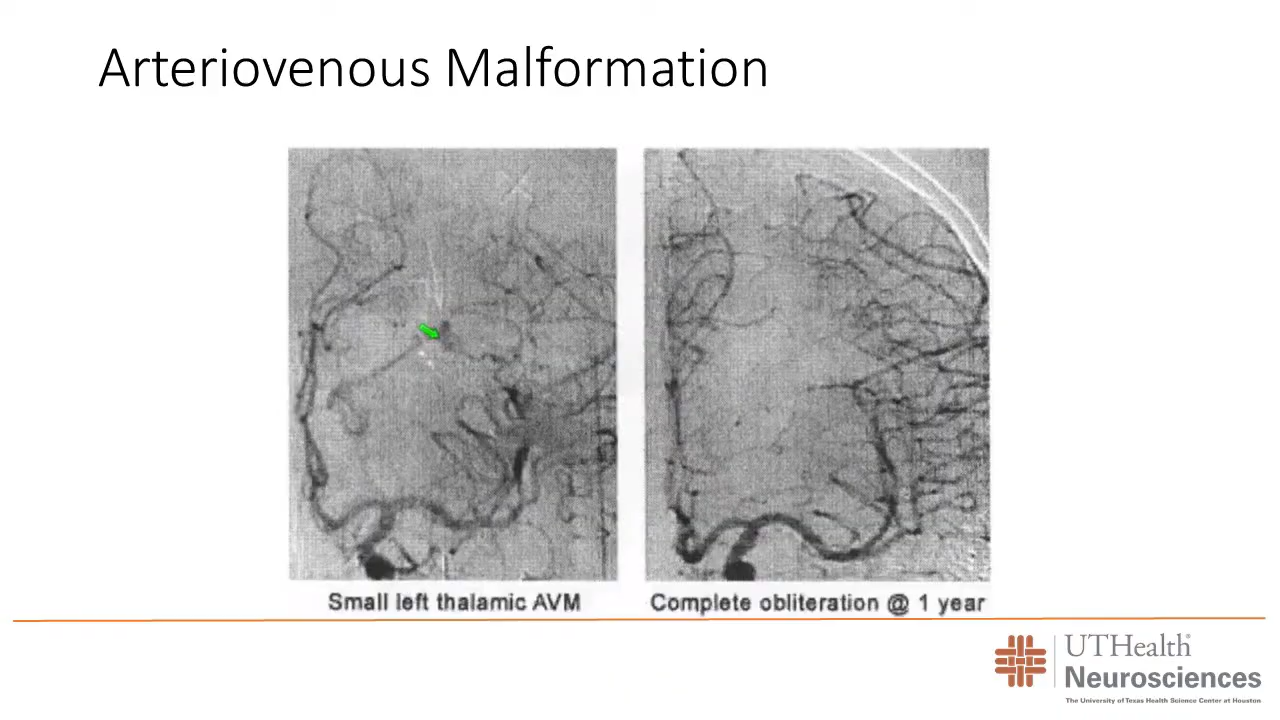 Arteriovenous Malformation
Small left thalamic AVM
Complete obliteration @ 1 year
UTHealth®
Neurosciences
The University of Texas Health Science Center at Houston